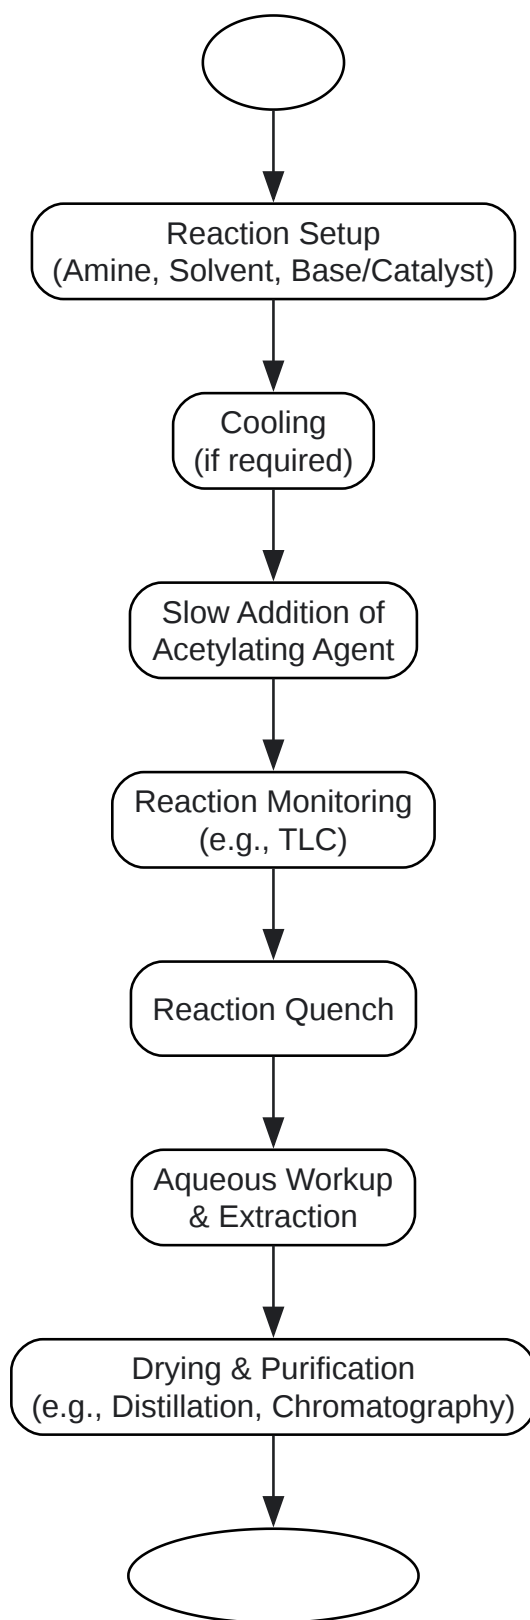 Reaction Setup
(Amine, Solvent, Base/Catalyst)
Cooling
(if required)
Slow Addition of
Acetylating Agent
Reaction Monitoring
(e.g., TLC)
Reaction Quench
Aqueous Workup
& Extraction
Drying & Purification
(e.g., Distillation, Chromatography)